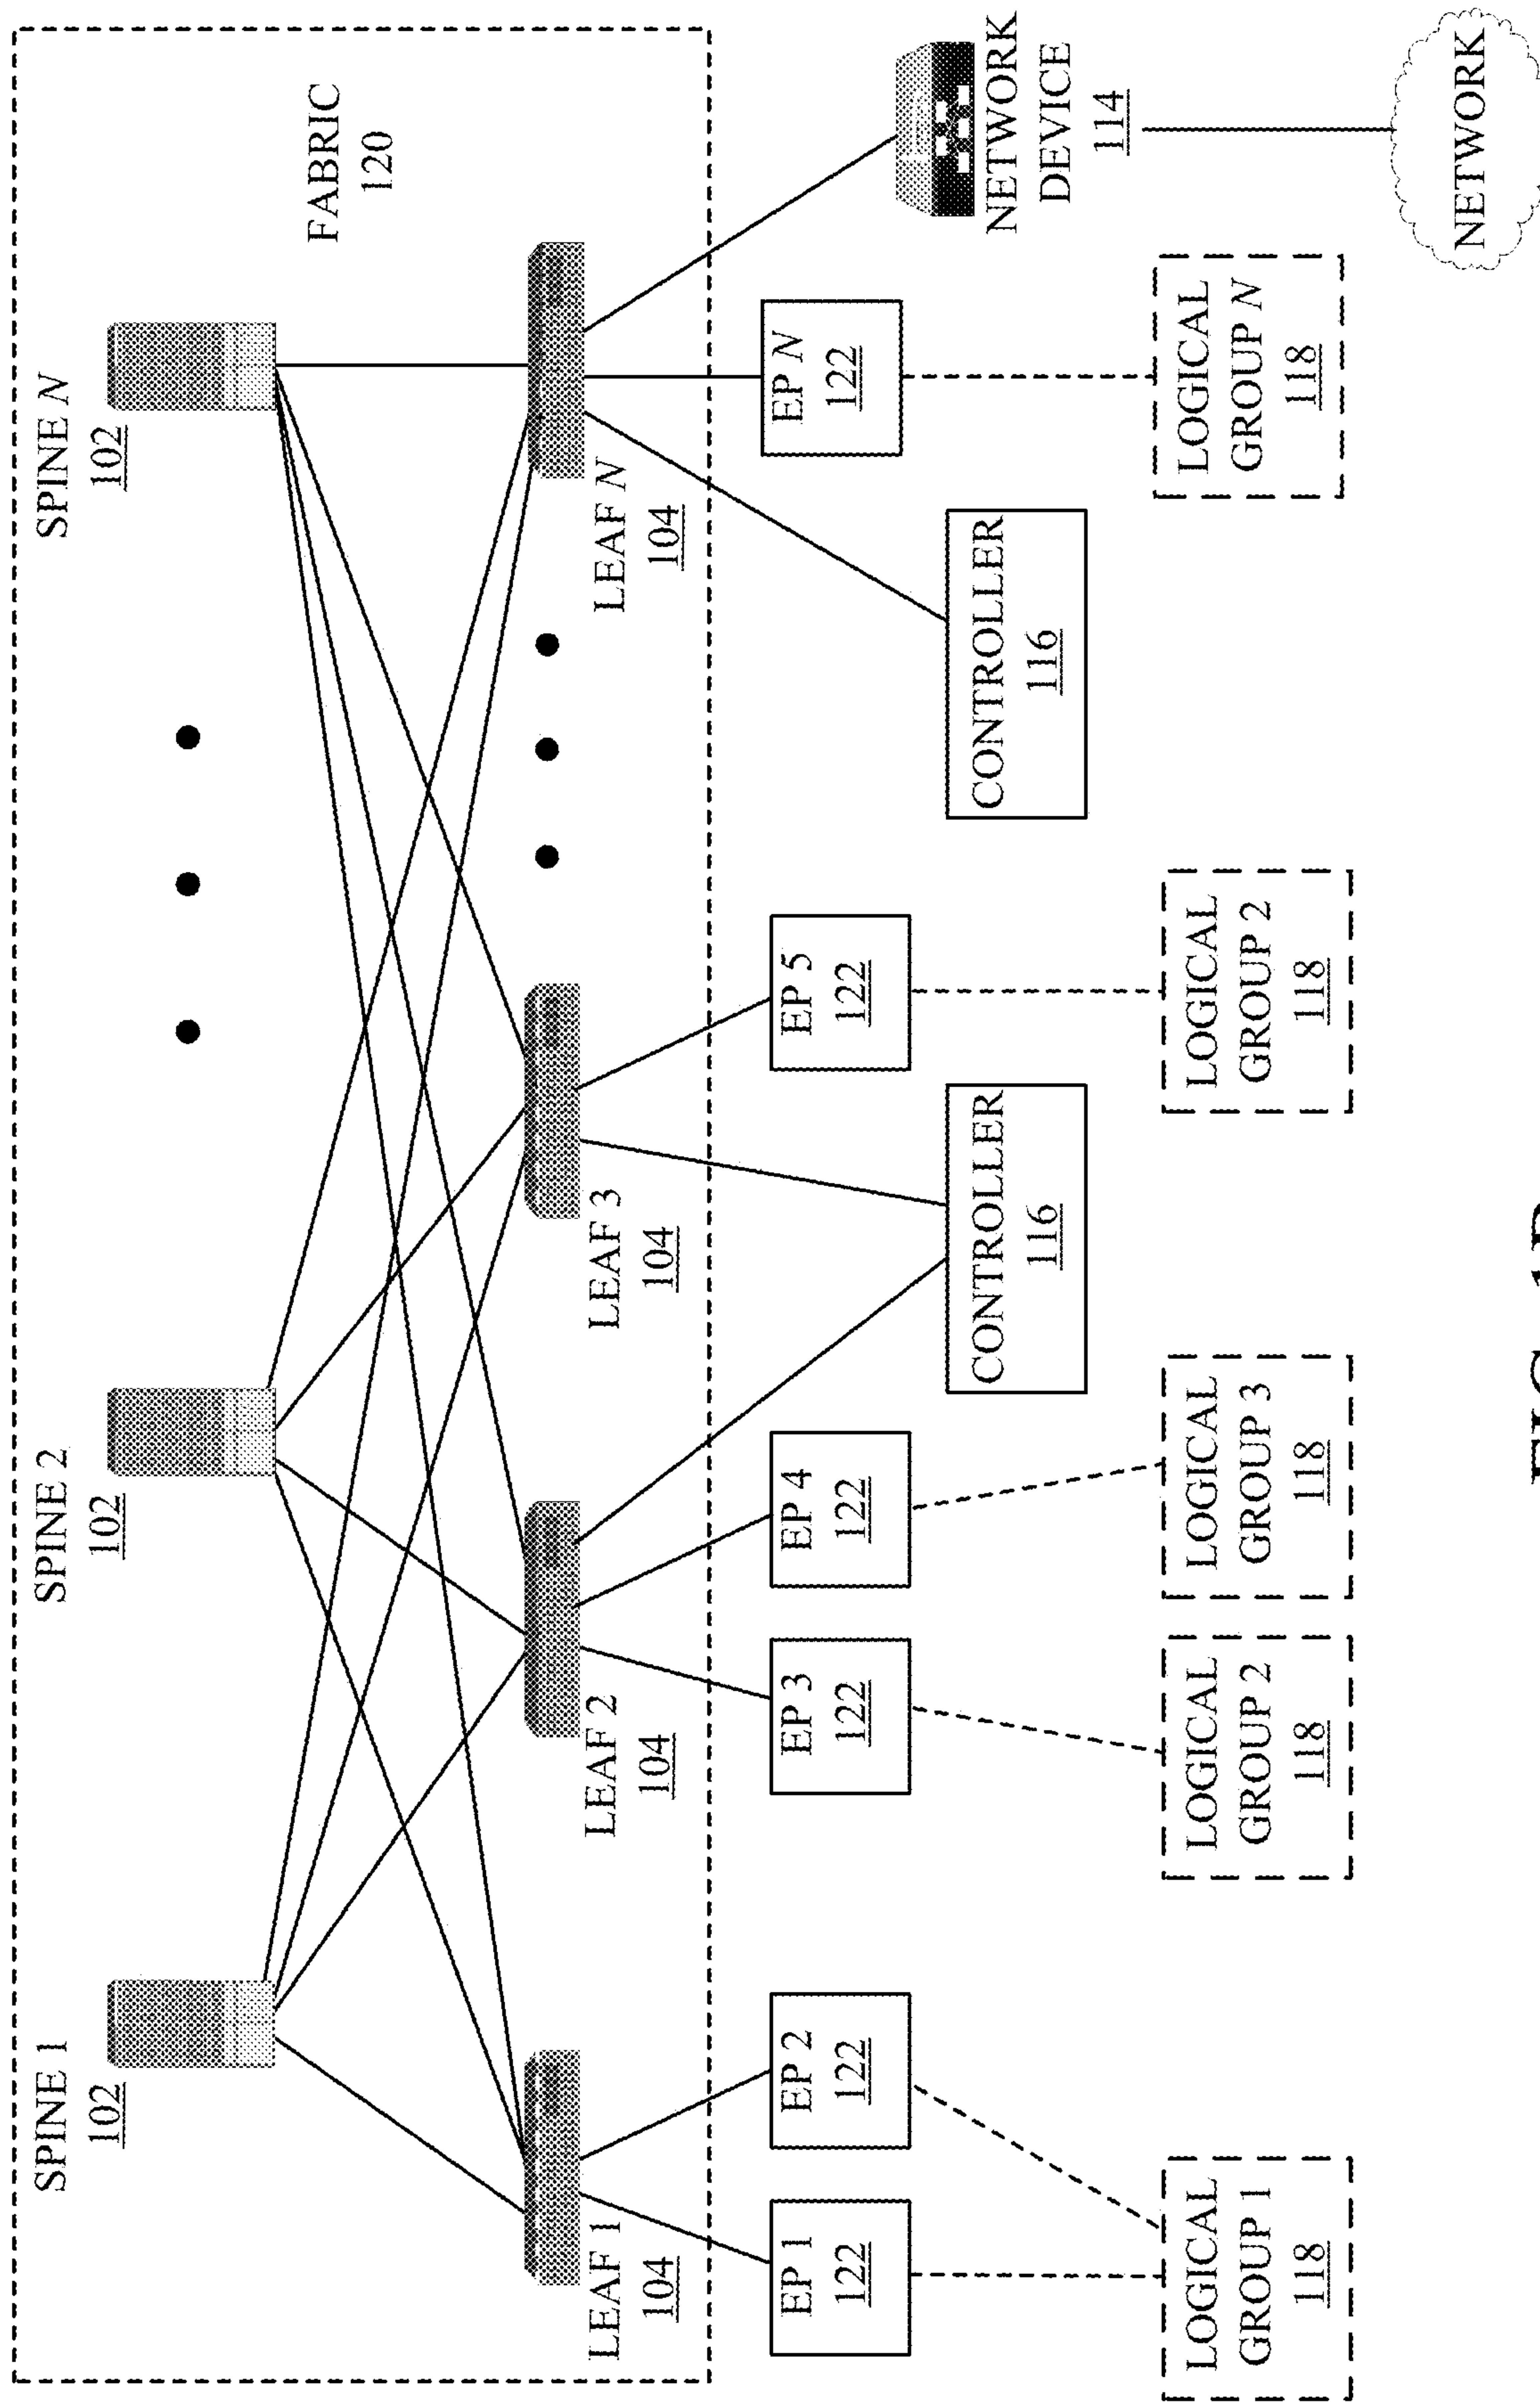 SPINE 1
102
SPINE 2
102
SPINE N
102
FABRIC
120
LEAF 1
104
LEAF 2
104
LEAF 3
104
LEAF N
104
EP 1
122
EP 2
122
EP 3
122
EP 4
122
EP 5
122
EP N
122
CONTROLLER
116
CONTROLLER
116
NETWORK
DEVICE
114
LOGICAL
GROUP 1
118
LOGICAL
GROUP 2
118
LOGICAL
GROUP 3
118
LOGICAL
GROUP 2
118
LOGICAL
GROUP N
118
NETWORK